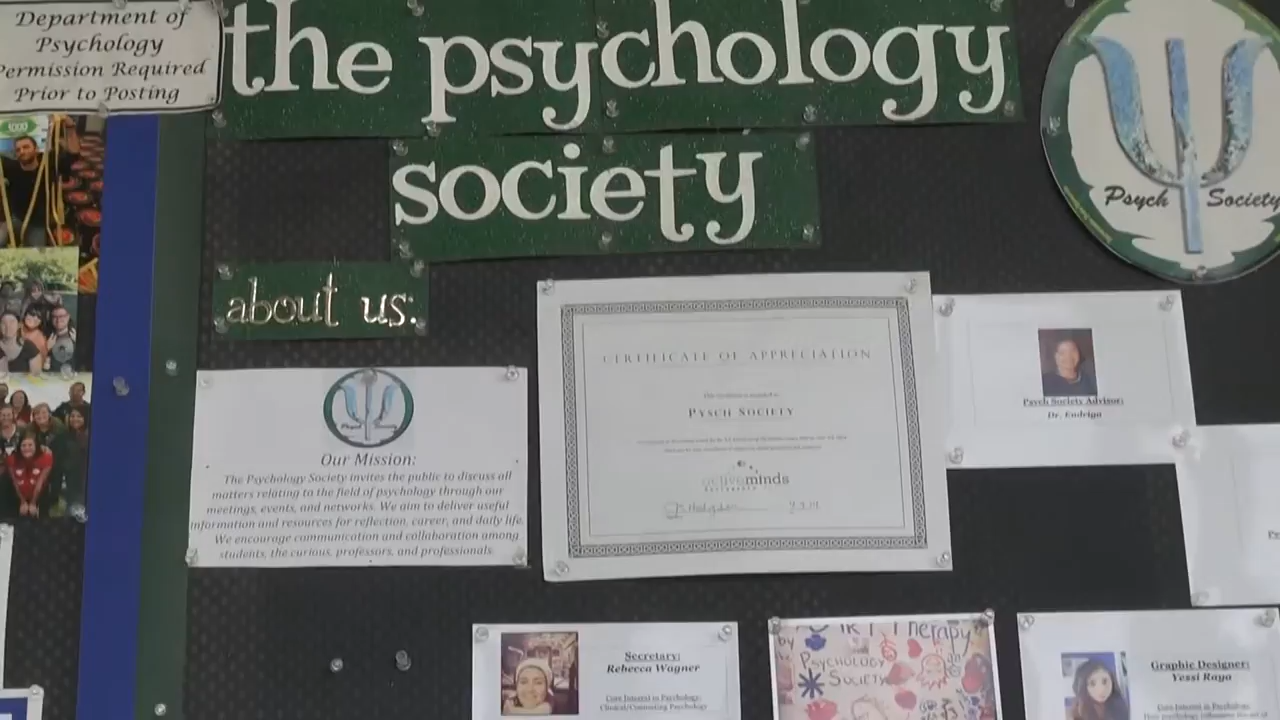 Department of
Psychology
Permission Required
Prior to Posting
the psychology
society
Psych Society
about us:
Our Mission:
The Psychology Society invites the public to discuss all
matters relating to the field of psychology through our
meetings, events, and networks. We aim to deliver useful
information and resources for reflection, career, and daily life.
We encourage communication and collaboration among
students, the curious, professors, and professionals
CERTIFICATE OF APPRECIATION
PYSCH SOCIETY
activeminds
Psych Society Advisor:
Dr. Eudriga
Secretary:
Rebecca Wagner
Core Interest in Psychology:
Clinical/Counseling Psychology
Art Therapy
PSYCHOLOGY
SOCIETY
Graphic Designer:
Yessi Raya
Core Interest in Psychology: